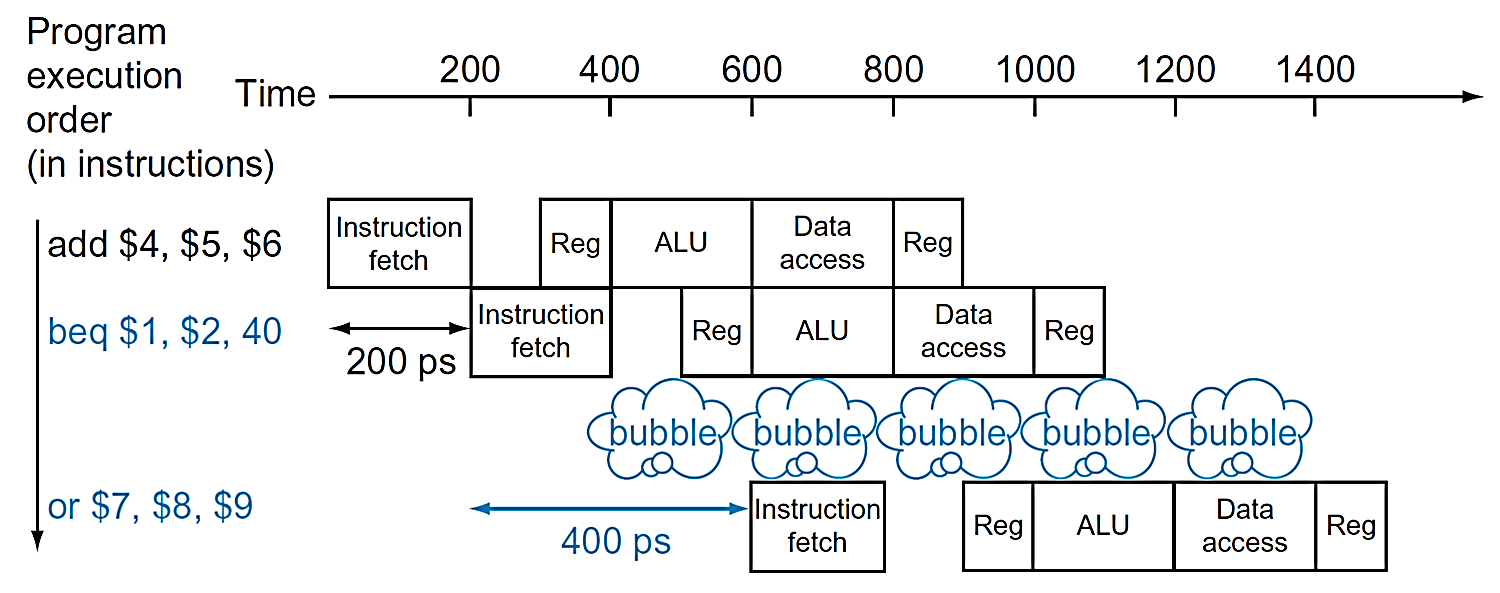 Program
execution
order
(in instructions)
Time
200 400 600 800 1000 1200 1400
add $4, $5, $6
Instruction
fetch
Reg
ALU
Data
access
Reg
beq $1, $2, 40
200 ps
Instruction
fetch
Reg
ALU
Data
access
Reg
bubble bubble bubble bubble bubble
or $7, $8, $9
400 ps
Instruction
fetch
Reg
ALU
Data
access
Reg